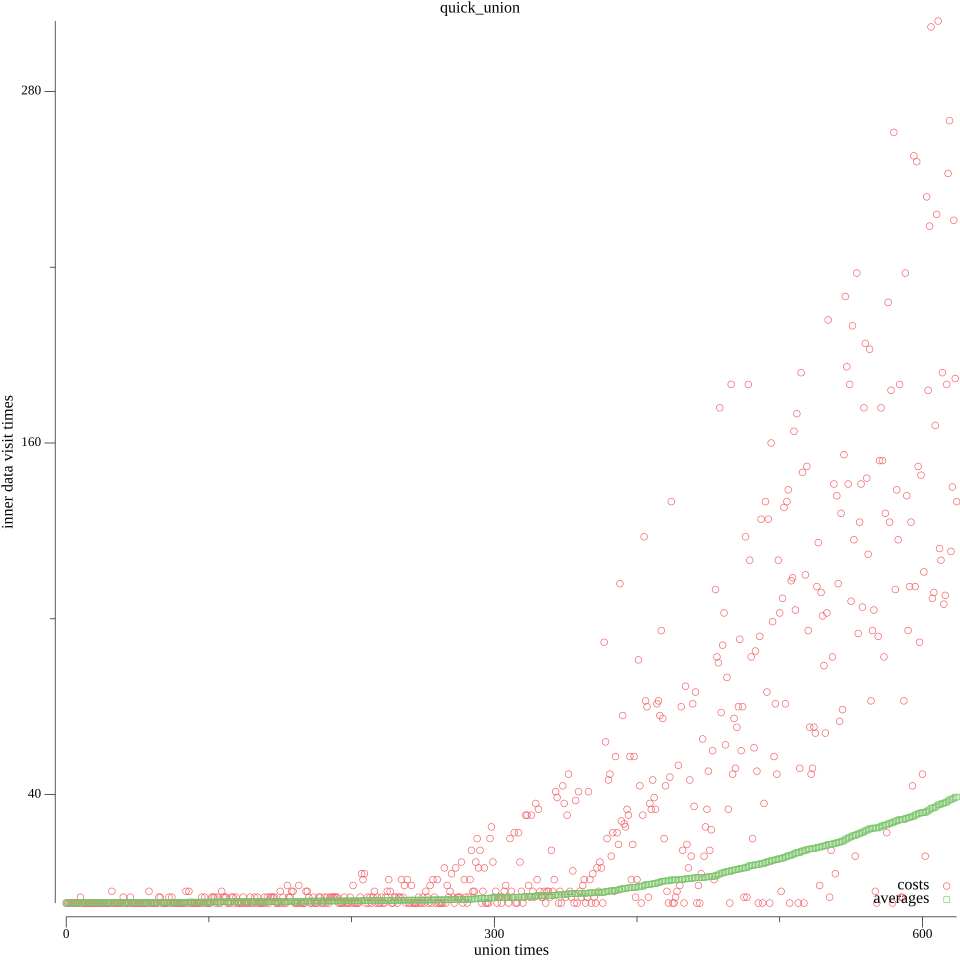 quick_union
280
inner data visit times
160
40
costs
averages
0
300
600
union times